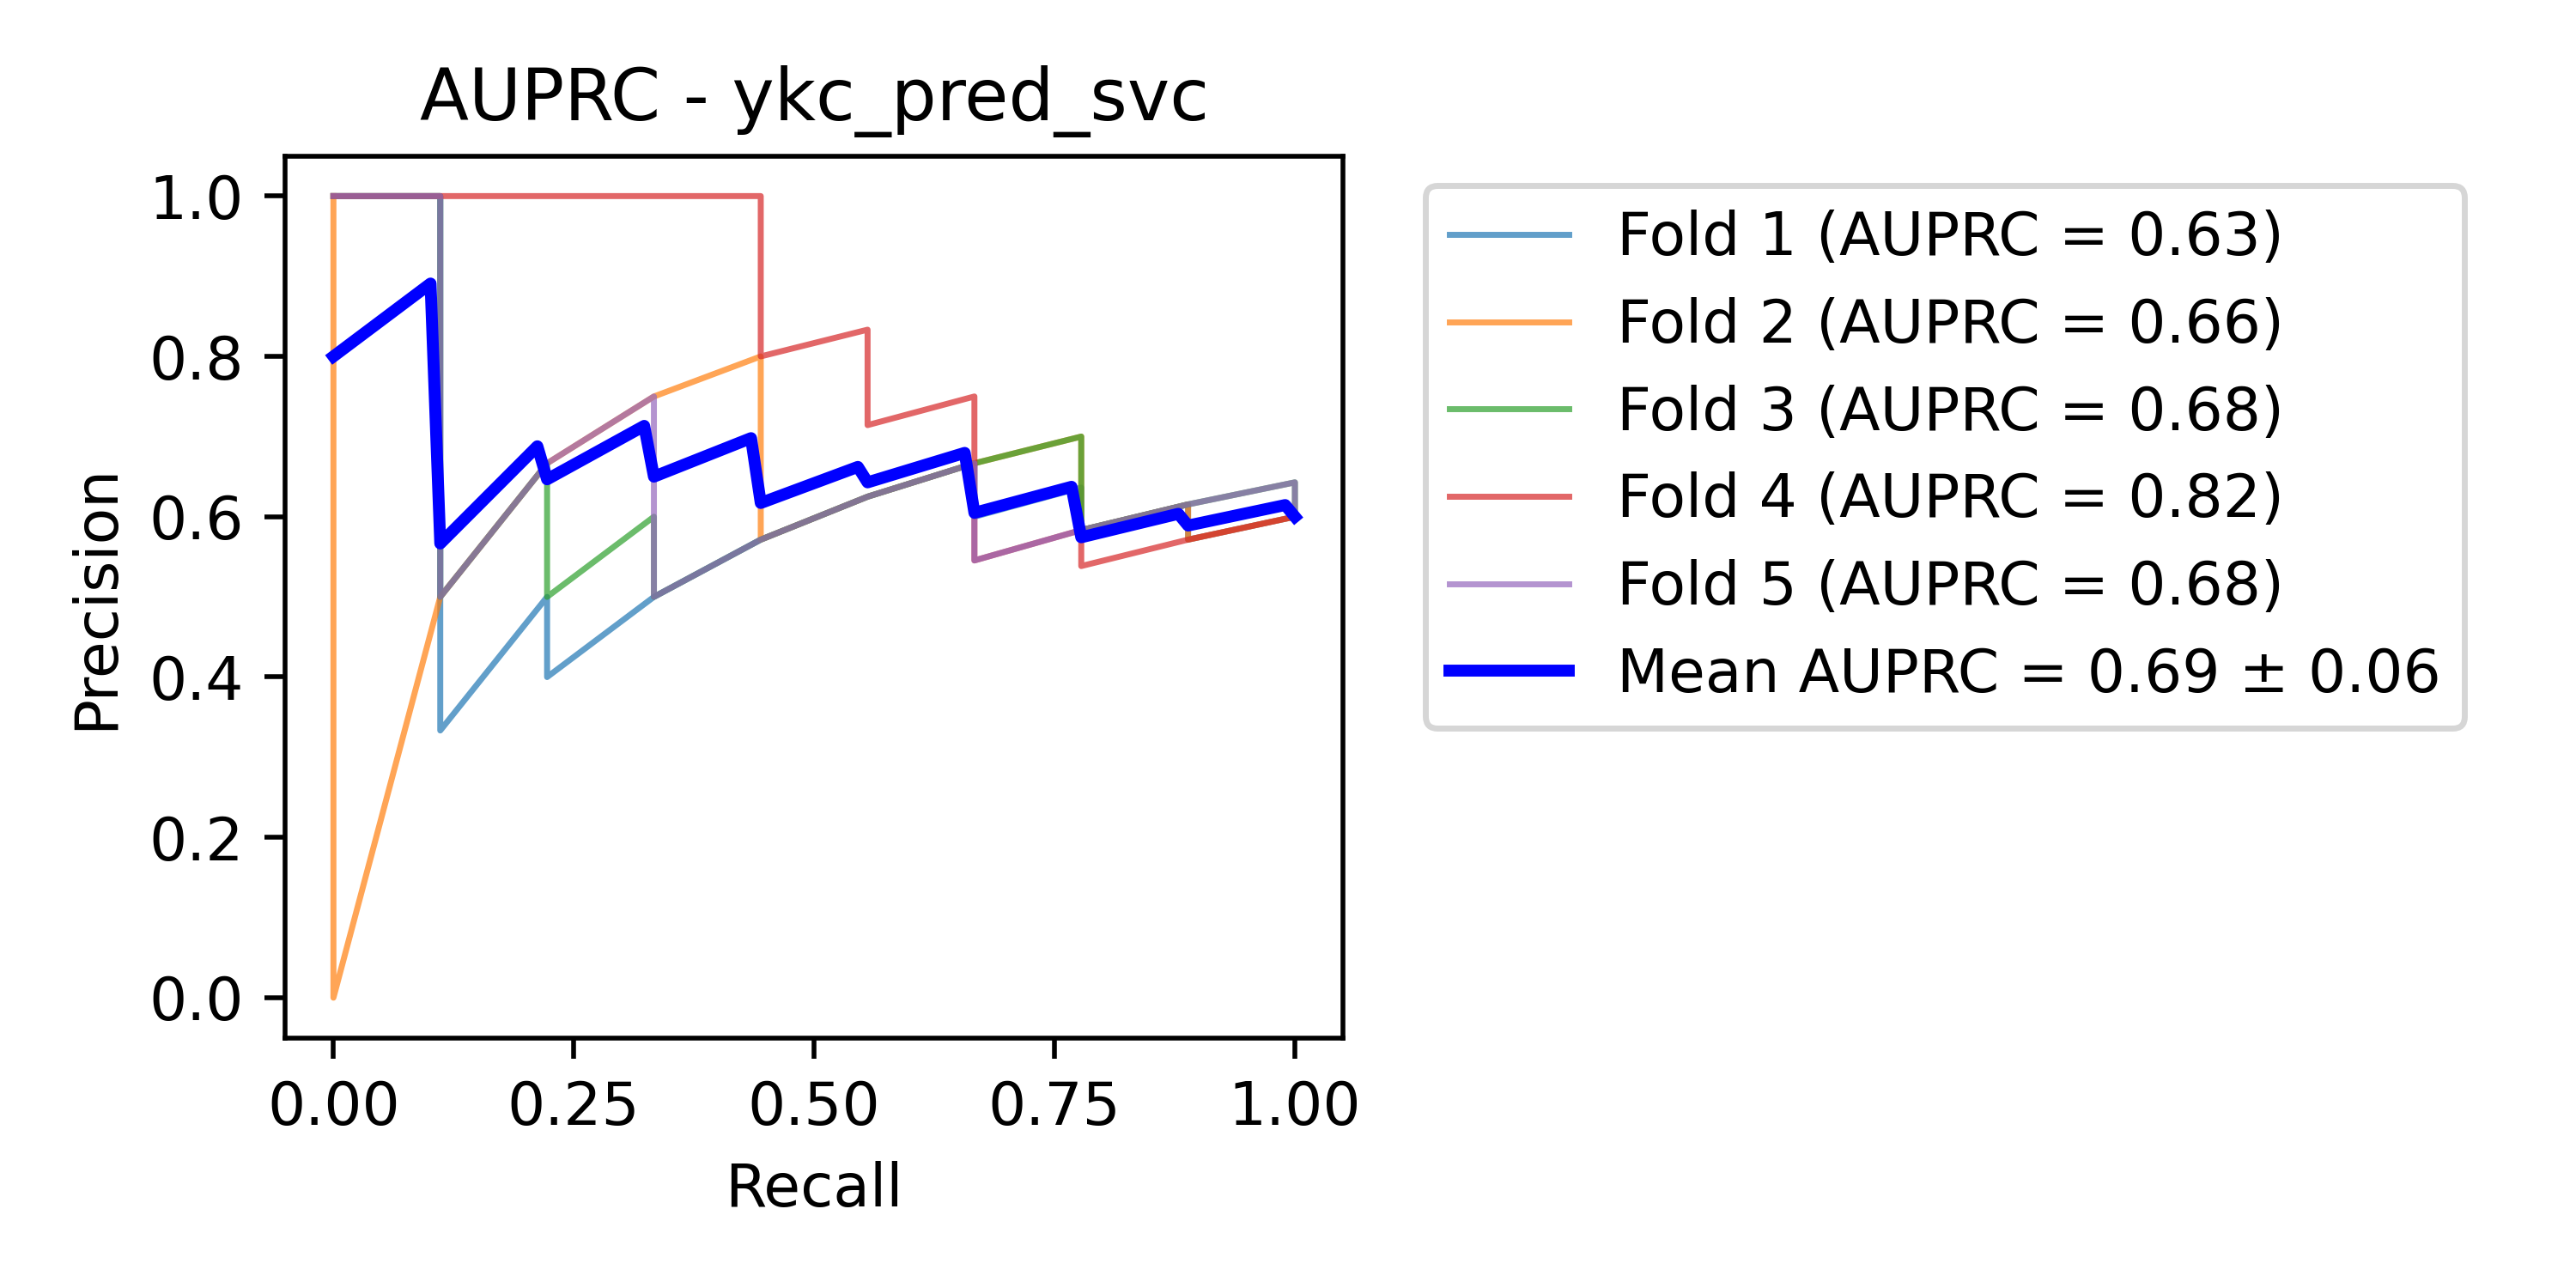 AUPRC - ykc_pred_svc
1.0
0.8
0.6
0.4
0.2
0.0
Precision
0.00 0.25 0.50 0.75 1.00
Recall
Fold 1 (AUPRC = 0.63)
Fold 2 (AUPRC = 0.66)
Fold 3 (AUPRC = 0.68)
Fold 4 (AUPRC = 0.82)
Fold 5 (AUPRC = 0.68)
Mean AUPRC = 0.69 ± 0.06